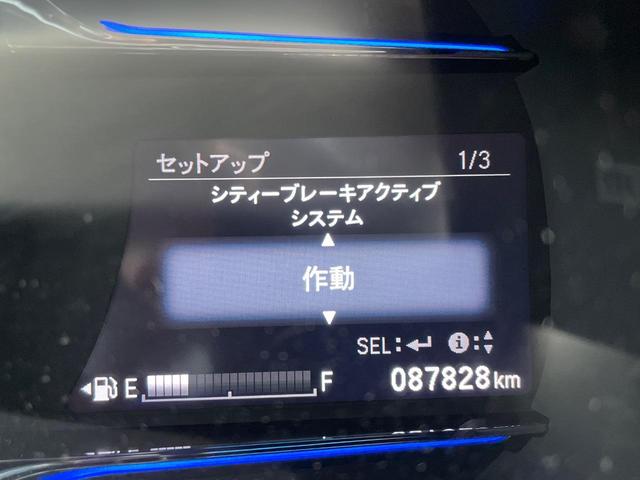 セットアップ 1/3
シティーブレーキアクティブ
システム
作動
SEL: i:
E F 087828km